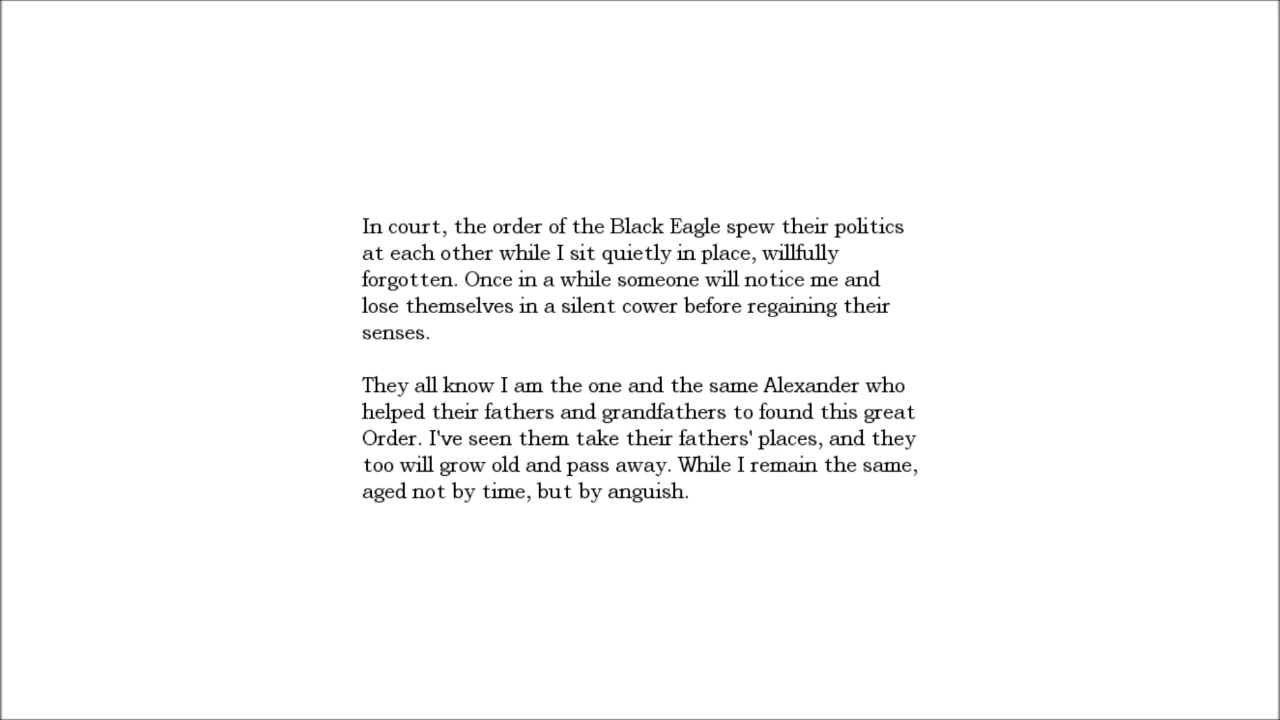 In court, the order of the Black Eagle spew their politics
at each other while I sit quietly in place, willfully
forgotten. Once in a while someone will notice me and
lose themselves in a silent cower before regaining their
senses.
They all know I am the one and the same Alexander who
helped their fathers and grandfathers to found this great
Order. I've seen them take their fathers' places, and they
too will grow old and pass away. While I remain the same,
aged not by time, but by anguish.